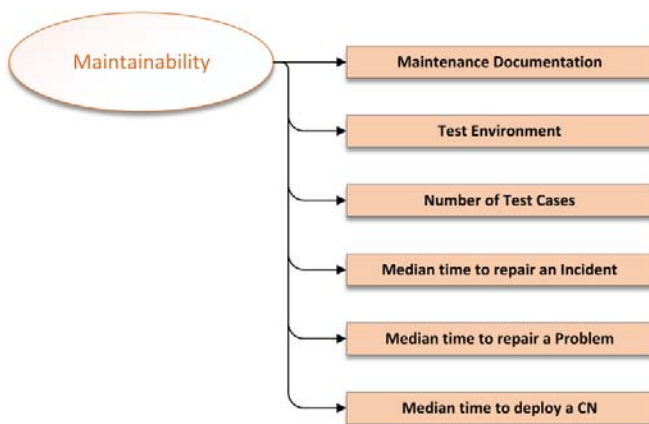 Maintainability
Maintenance Documentation
Test Environment
Number of Test Cases
Median time to repair an Incident
Median time to repair a Problem
Median time to deploy a CN